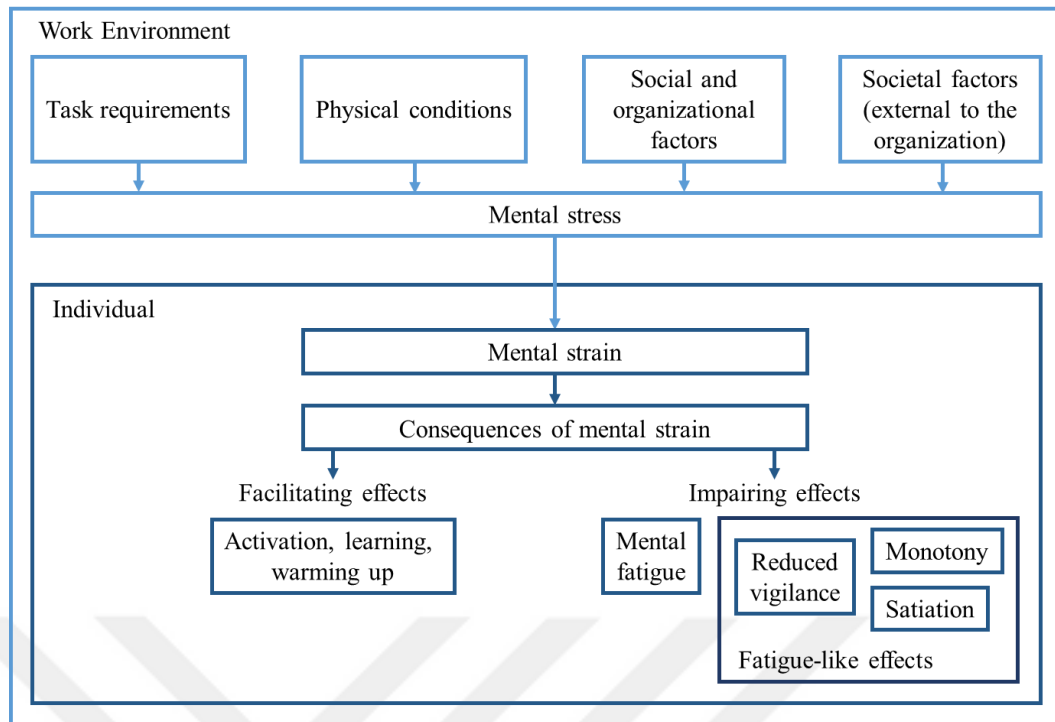 Work Environment
Task requirements
Physical conditions
Social and
organizational
factors
Societal factors
(external to the
organization)
Mental stress
Individual
Mental strain
Consequences of mental strain
Facilitating effects
Impairing effects
Activation, learning,
warming up
Mental
fatigue
Reduced
vigilance
Monotony
Satiation
Fatigue-like effects